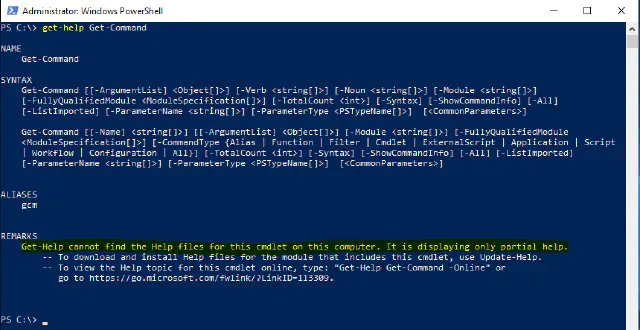 Administrator: Windows PowerShell
PS C:\> get-help Get-Command
NAME
Get-Command
SYNTAX
Get-Command [[-ArgumentList] <Object[]>] [-Verb <string[]>] [-Noun <string[]>] [-Module <string[]>]
[-FullyQualifiedModule <ModuleSpecification[]>] [-TotalCount <int>] [-Syntax] [-ShowCommandInfo] [-All]
[-ListImported] [-ParameterName <string[]>] [-ParameterType <PSTypeName[]>]  [<CommonParameters>]
Get-Command [[-Name] <string[]>] [[-ArgumentList] <Object[]>] [-Module <string[]>] [-FullyQualifiedModule
<ModuleSpecification[]>] [-CommandType {Alias | Function | Filter | Cmdlet | ExternalScript | Application | Script
| Workflow | Configuration | All}] [-TotalCount <int>] [-Syntax] [-ShowCommandInfo] [-All] [-ListImported]
[-ParameterName <string[]>] [-ParameterType <PSTypeName[]>]  [<CommonParameters>]
ALIASES
gcm
REMARKS
Get-Help cannot find the Help files for this cmdlet on this computer. It is displaying only partial help.
-- To download and install Help files for the module that includes this cmdlet, use Update-Help.
-- To view the Help topic for this cmdlet online, type: "Get-Help Get-Command -Online" or
go to https://go.microsoft.com/fwlink/?LinkID=113309.
PS C:\> _